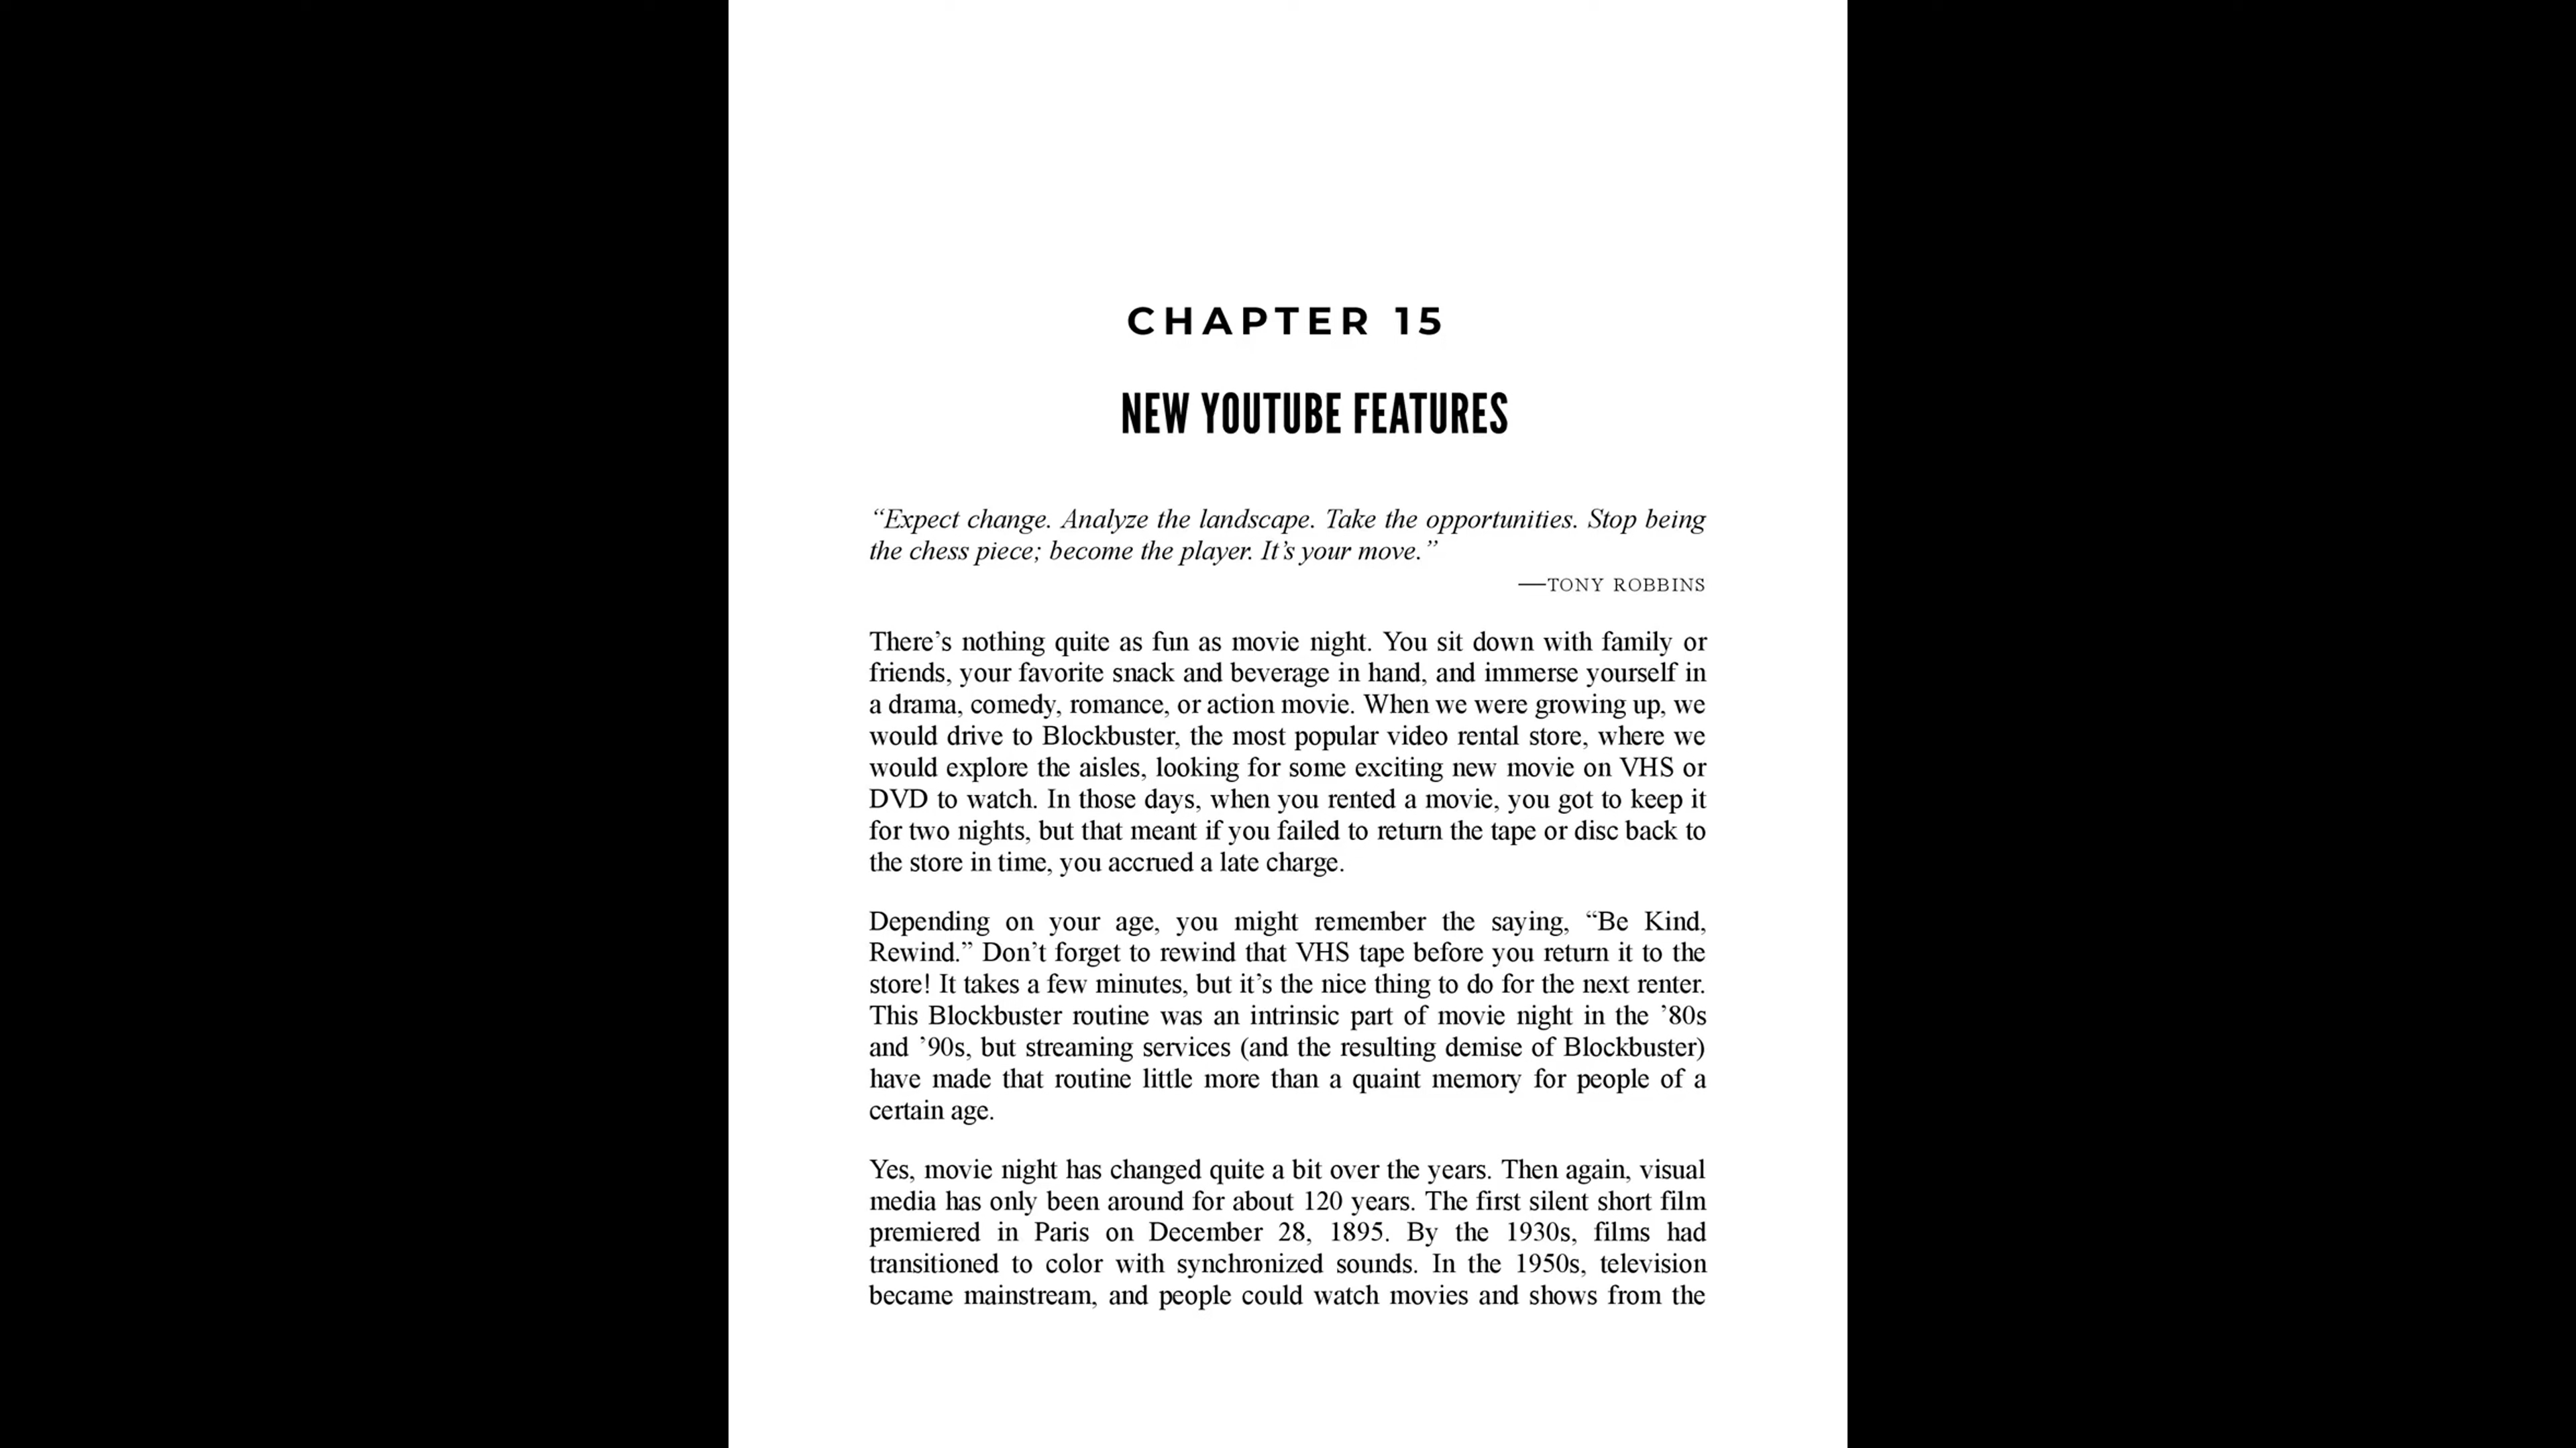 CHAPTER 15
NEW YOUTUBE FEATURES
“Expect change. Analyze the landscape. Take the opportunities. Stop being
the chess piece; become the player. It’s your move.”
—TONY ROBBINS
There’s nothing quite as fun as movie night. You sit down with family or
friends, your favorite snack and beverage in hand, and immerse yourself in
a drama, comedy, romance, or action movie. When we were growing up, we
would drive to Blockbuster, the most popular video rental store, where we
would explore the aisles, looking for some exciting new movie on VHS or
DVD to watch. In those days, when you rented a movie, you got to keep it
for two nights, but that meant if you failed to return the tape or disc back to
the store in time, you accrued a late charge.
Depending on your age, you might remember the saying, “Be Kind,
Rewind.” Don’t forget to rewind that VHS tape before you return it to the
store! It takes a few minutes, but it’s the nice thing to do for the next renter.
This Blockbuster routine was an intrinsic part of movie night in the ’80s
and ’90s, but streaming services (and the resulting demise of Blockbuster)
have made that routine little more than a quaint memory for people of a
certain age.
Yes, movie night has changed quite a bit over the years. Then again, visual
media has only been around for about 120 years. The first silent short film
premiered in Paris on December 28, 1895. By the 1930s, films had
transitioned to color with synchronized sounds. In the 1950s, television
became mainstream, and people could watch movies and shows from the